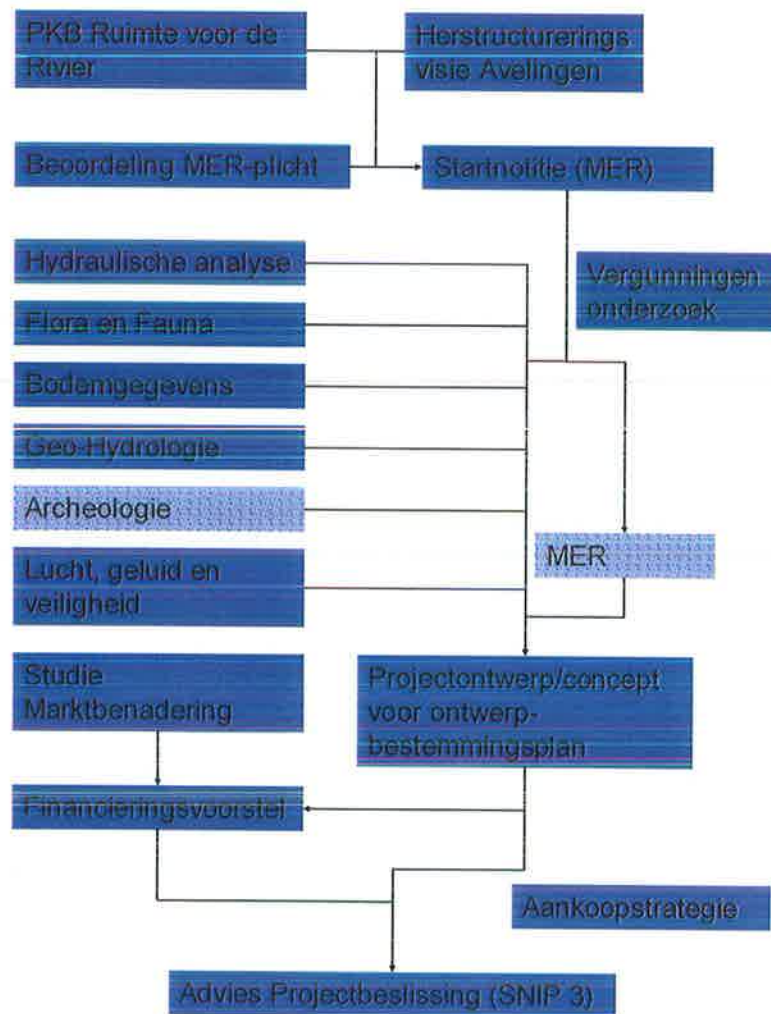 PKB Ruimte voor de
Rivier
Herstructurerings
visie Avelingen
Beoordeling MER-plicht
Startnotitie (MER)
Hydraulische analyse
Vergunningen
onderzoek
Flora en Fauna
Bodemgegevens
Geo-Hydrologie
Archeologie
MER
Lucht, geluid en
veiligheid
Studie
Marktbenadering
Projectontwerp/concept
voor ontwerp-
bestemmingsplan
Financieringsvoorstel
Aankoopstrategie
Advies Projectbeslissing (SNIP 3)